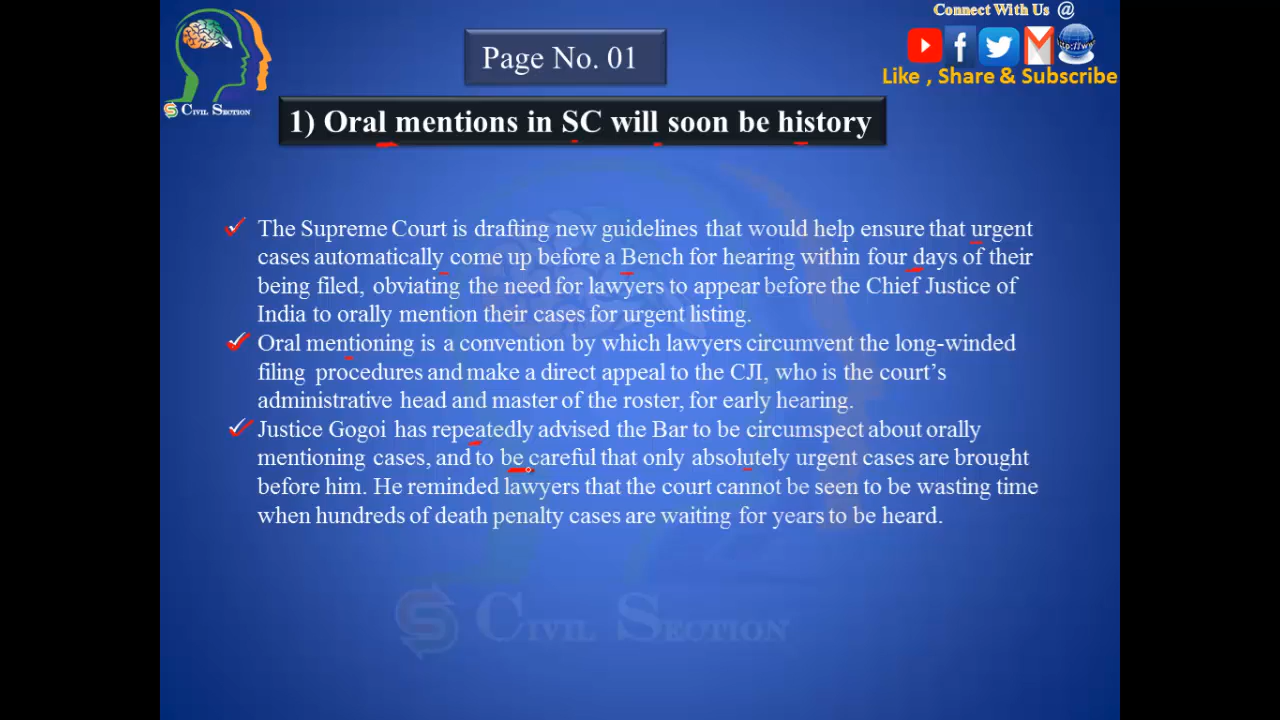 Connect With Us @
Like , Share & Subscribe
CIVIL SECTION
Page No. 01
1) Oral mentions in SC will soon be history
The Supreme Court is drafting new guidelines that would help ensure that urgent
cases automatically come up before a Bench for hearing within four days of their
being filed, obviating the need for lawyers to appear before the Chief Justice of
India to orally mention their cases for urgent listing.
Oral mentioning is a convention by which lawyers circumvent the long-winded
filing procedures and make a direct appeal to the CJI, who is the court’s
administrative head and master of the roster, for early hearing.
Justice Gogoi has repeatedly advised the Bar to be circumspect about orally
mentioning cases, and to be careful that only absolutely urgent cases are brought
before him. He reminded lawyers that the court cannot be seen to be wasting time
when hundreds of death penalty cases are waiting for years to be heard.
CIVIL SECTION